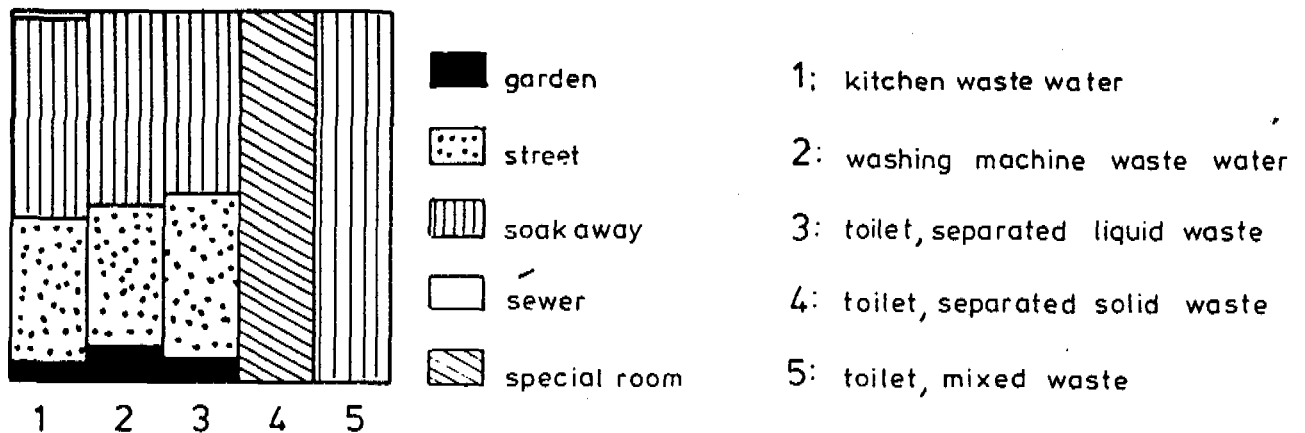 garden
street
soak away
sewer
special room
1: kitchen waste water
2: washing machine waste water
3: toilet, separated liquid waste
4: toilet, separated solid waste
5: toilet, mixed waste
1 2 3 4 5